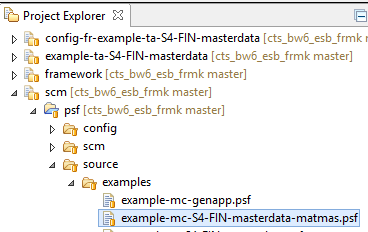 Project Explorer
config-fr-example-ta-S4-FIN-masterdata [cts_bw6_esb_frmk master]
example-ta-S4-FIN-masterdata [cts_bw6_esb_frmk master]
framework [cts_bw6_esb_frmk master]
scm [cts_bw6_esb_frmk master]
psf [cts_bw6_esb_frmk master]
config
scm
source
examples
example-mc-genapp.psf
example-mc-S4-FIN-masterdata-matmas.psf